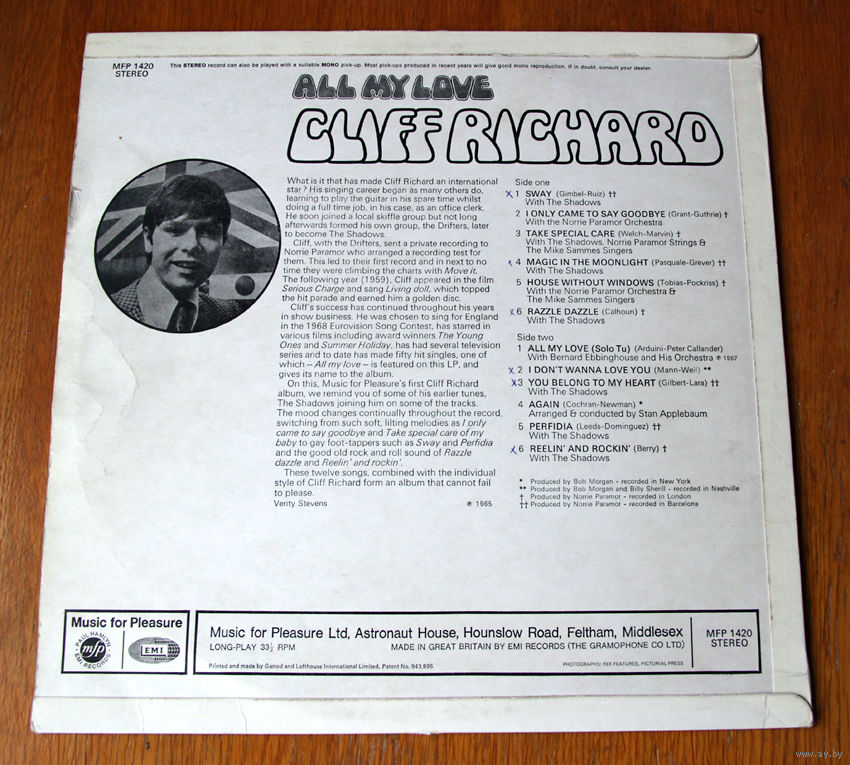 MFP 1420
STEREO
This STEREO record can also be played with a suitable MONO pick-up. Most pick-ups produced in recent years will give good mono reproduction. If in doubt, consult your dealer.
ALL MY LOVE
CLIFF RICHARD
What is it that has made Cliff Richard an international
star? His singing career began as many others do,
learning to play the guitar in his spare time whilst
doing a full time job, in his case, as an office clerk.
He soon joined a local skiffle group but not long
afterwards formed his own group, the Drifters, later
to become The Shadows.
Cliff, with the Drifters, sent a private recording to
Norrie Paramor who arranged a recording test for
them. This led to their first record and in next to no
time they were climbing the charts with Move it.
The following year (1959), Cliff appeared in the film
Serious Charge and sang Living doll, which topped
the hit parade and earned him a golden disc.
Cliff's success has continued throughout his years
in show business. He was chosen to sing for England
in the 1968 Eurovision Song Contest, has starred in
various films including award winners The Young
Ones and Summer Holiday, has had several television
series and to date has made fifty hit singles, one of
which – All my love – is featured on this LP, and
gives its name to the album.
On this, Music for Pleasure's first Cliff Richard
album, we remind you of some of his earlier tunes,
The Shadows joining him on some of the tracks.
The mood changes continually throughout the record,
switching from such soft, lilting melodies as I only
came to say goodbye and Take special care of my
baby to gay foot-tappers such as Sway and Perfidia
and the good old rock and roll sound of Razzle
dazzle and Reelin' and rockin'.
These twelve songs, combined with the individual
style of Cliff Richard form an album that cannot fail
to please.
Verity Stevens
℗ 1965
Side one
x 1 SWAY (Gimbel-Ruiz) ††
With The Shadows
2 I ONLY CAME TO SAY GOODBYE (Grant-Guthrie) †
With the Norrie Paramor Orchestra
3 TAKE SPECIAL CARE (Welch-Marvin) †
With The Shadows, Norrie Paramor Strings &
The Mike Sammes Singers
x 4 MAGIC IN THE MOONLIGHT (Pasquale-Grever) ††
With The Shadows
5 HOUSE WITHOUT WINDOWS (Tobias-Pockriss) †
With the Norrie Paramor Orchestra &
The Mike Sammes Singers
x 6 RAZZLE DAZZLE (Calhoun) †
With The Shadows
Side two
1 ALL MY LOVE (Solo Tu) (Arduini-Peter Callander)
With Bernard Ebbinghouse and His Orchestra ℗ 1967
x 2 I DON'T WANNA LOVE YOU (Mann-Weil) **
x 3 YOU BELONG TO MY HEART (Gilbert-Lara) ††
With The Shadows
4 AGAIN (Cochran-Newman) *
Arranged & conducted by Stan Applebaum
5 PERFIDIA (Leeds-Dominguez) ††
With The Shadows
x 6 REELIN' AND ROCKIN' (Berry) †
With The Shadows
* Produced by Bob Morgan - recorded in New York
** Produced by Bob Morgan and Billy Sherill - recorded in Nashville
† Produced by Norrie Paramor - recorded in London
†† Produced by Norrie Paramor - recorded in Barcelona
Music for Pleasure
PAUL HAMLYN
mfp
EMI RECORDS
EMI
Music for Pleasure Ltd, Astronaut House, Hounslow Road, Feltham, Middlesex
LONG-PLAY 33⅓ RPM
MADE IN GREAT BRITAIN BY EMI RECORDS (THE GRAMOPHONE CO LTD)
Printed and made by Garrod and Lofthouse International Limited. Patent No. 943,895
PHOTOGRAPHS: REX FEATURES, PICTORIAL PRESS
MFP 1420
STEREO
www.ay.by